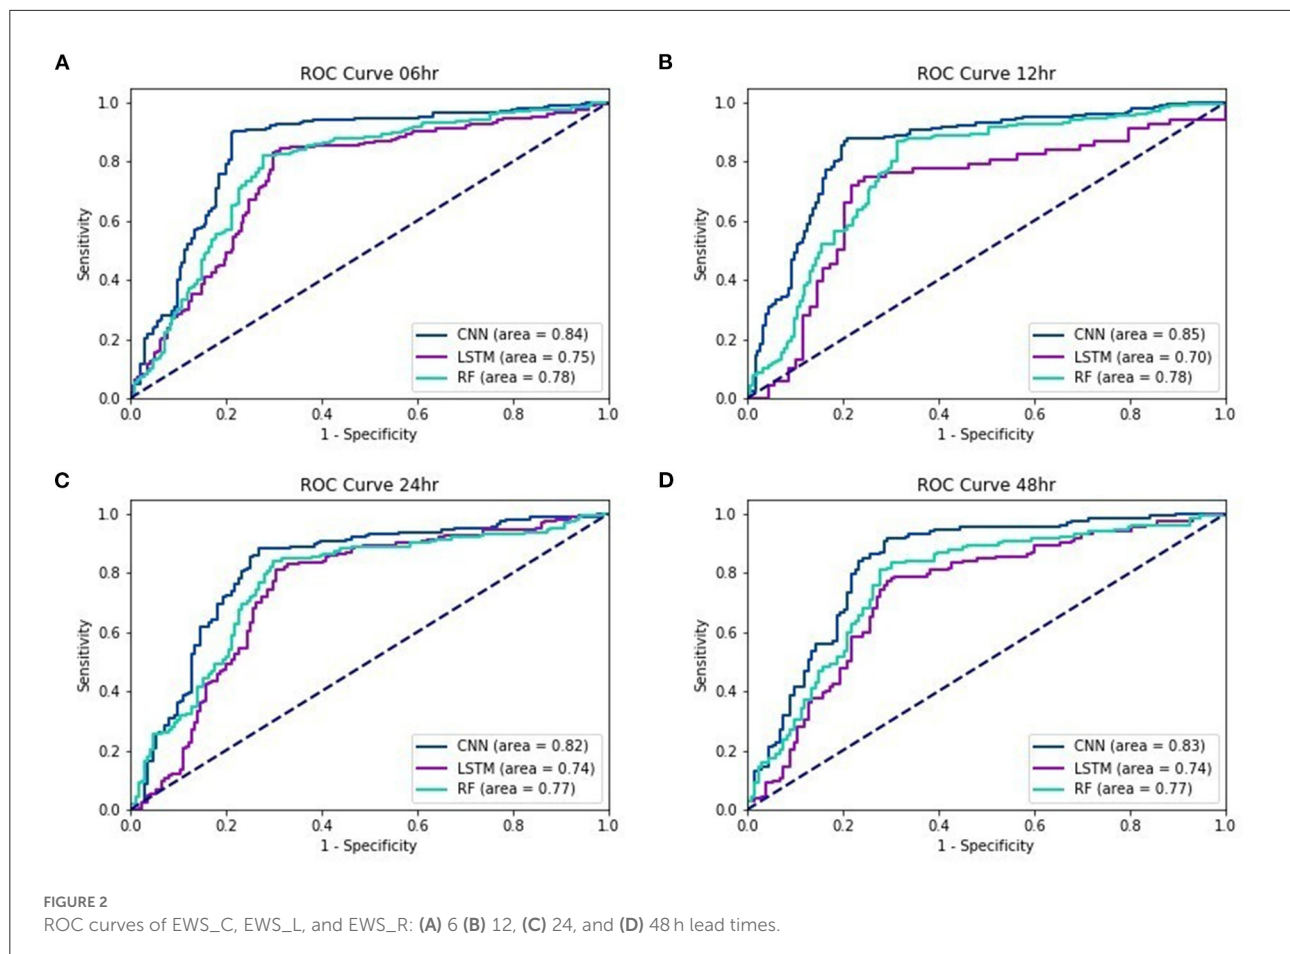 A
ROC Curve 06hr
1.0
0.8
0.6
0.4
0.2
0.0
Sensitivity
CNN (area = 0.84)
LSTM (area = 0.75)
RF (area = 0.78)
0.0 0.2 0.4 0.6 0.8 1.0
1 - Specificity
B
ROC Curve 12hr
1.0
0.8
0.6
0.4
0.2
0.0
Sensitivity
CNN (area = 0.85)
LSTM (area = 0.70)
RF (area = 0.78)
0.0 0.2 0.4 0.6 0.8 1.0
1 - Specificity
C
ROC Curve 24hr
1.0
0.8
0.6
0.4
0.2
0.0
Sensitivity
CNN (area = 0.82)
LSTM (area = 0.74)
RF (area = 0.77)
0.0 0.2 0.4 0.6 0.8 1.0
1 - Specificity
D
ROC Curve 48hr
1.0
0.8
0.6
0.4
0.2
0.0
Sensitivity
CNN (area = 0.83)
LSTM (area = 0.74)
RF (area = 0.77)
0.0 0.2 0.4 0.6 0.8 1.0
1 - Specificity
FIGURE 2
ROC curves of EWS_C, EWS_L, and EWS_R: (A) 6 (B) 12, (C) 24, and (D) 48 h lead times.